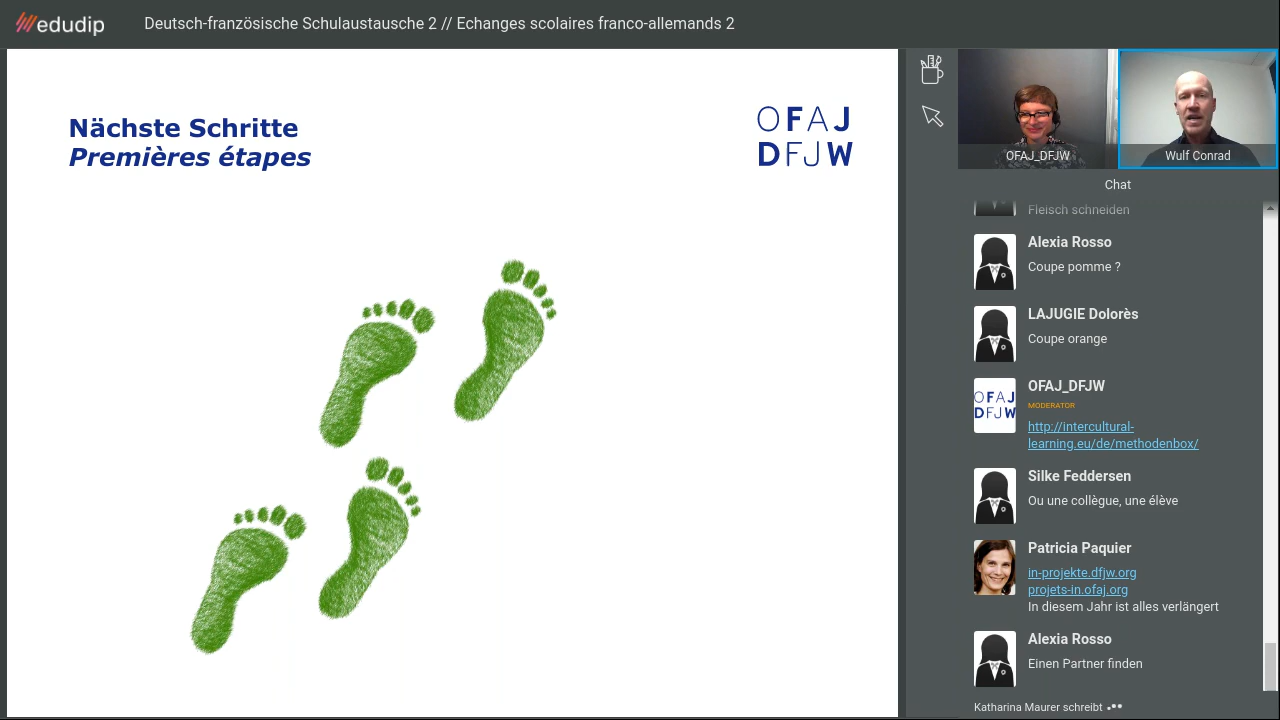 edudip
Deutsch-französische Schulaustausche 2 // Echanges scolaires franco-allemands 2
Nächste Schritte
Premières étapes
OFAJ
DFJW
OFAJ_DFJW
Wulf Conrad
Chat
Fleisch schneiden
Alexia Rosso
Coupe pomme ?
LAJUGIE Dolorès
Coupe orange
OFAJ
DFJW
OFAJ_DFJW
MODERATOR
http://intercultural-
learning.eu/de/methodenbox/
Silke Feddersen
Ou une collègue, une élève
Patricia Paquier
in-projekte.dfjw.org
projets-in.ofaj.org
In diesem Jahr ist alles verlängert
Alexia Rosso
Einen Partner finden
Katharina Maurer schreibt